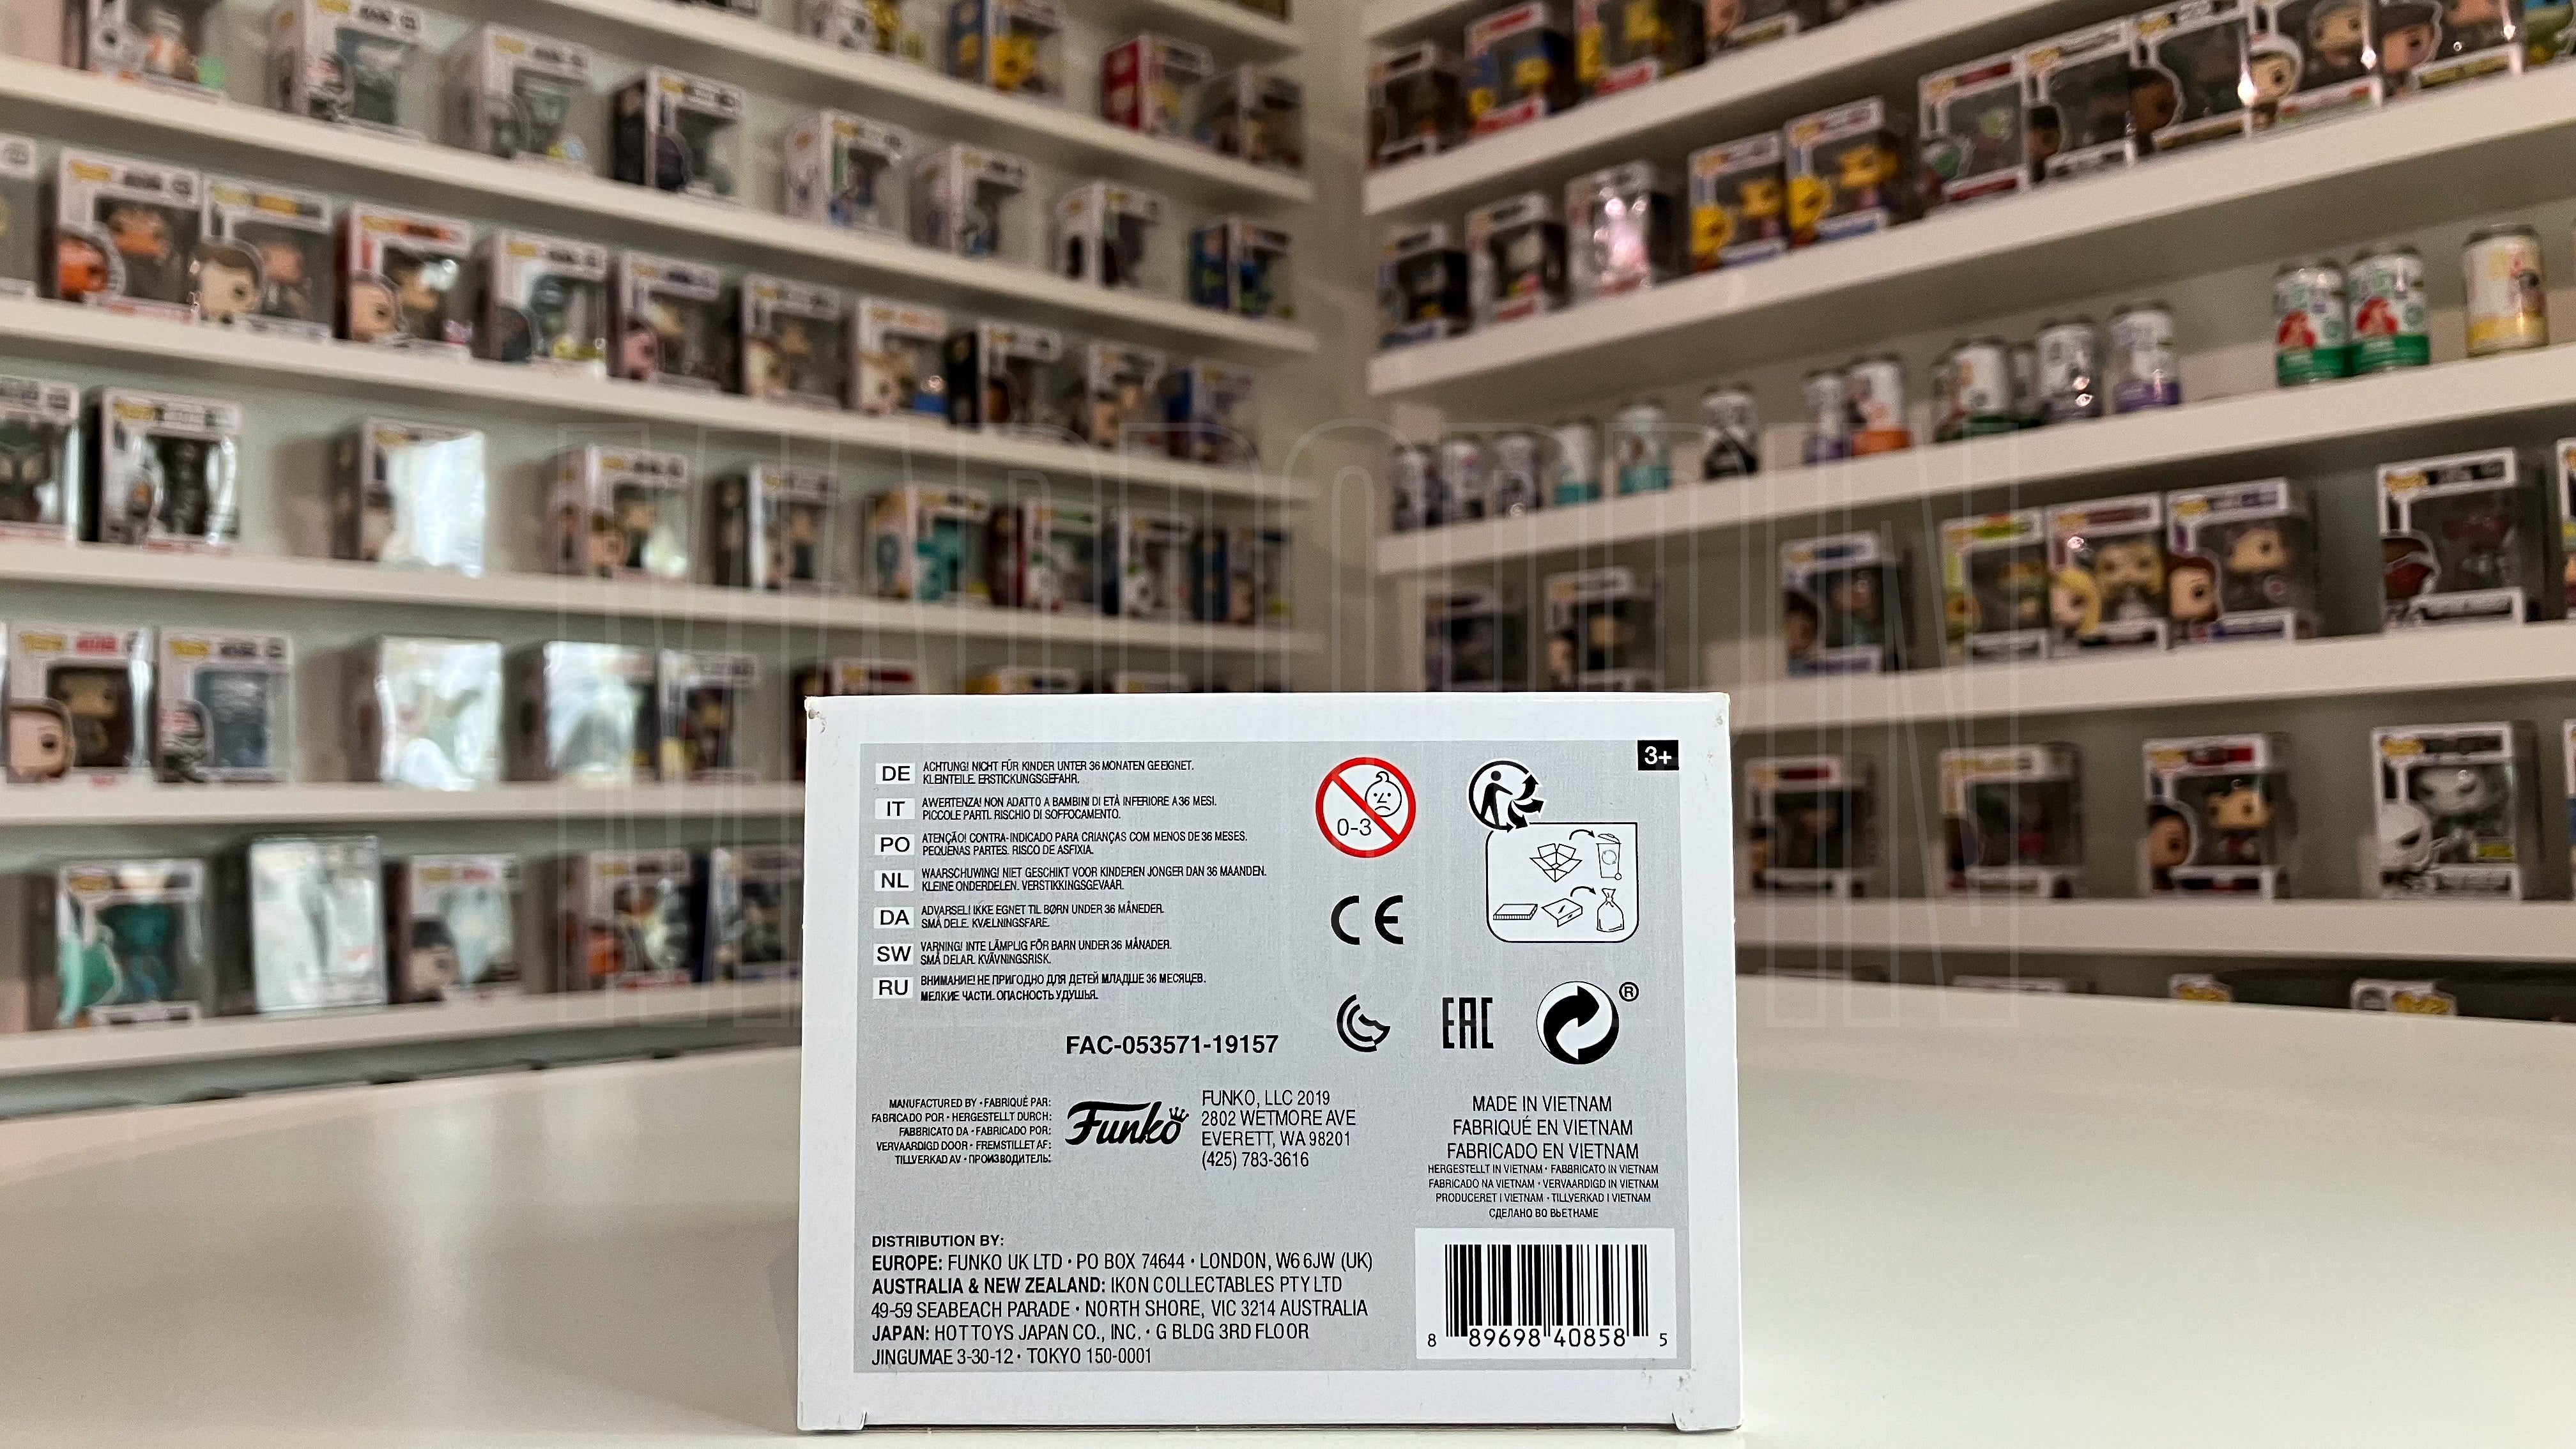 3+
DE ACHTUNG! NICHT FÜR KINDER UNTER 36 MONATEN GEEIGNET.
KLEINTEILE. ERSTICKUNGSGEFAHR.
IT AVVERTENZA! NON ADATTO A BAMBINI DI ETÀ INFERIORE A 36 MESI.
PICCOLE PARTI. RISCHIO DI SOFFOCAMENTO.
PO ATENÇÃO! CONTRA-INDICADO PARA CRIANÇAS COM MENOS DE 36 MESES.
PEQUENAS PARTES. RISCO DE ASFIXIA.
NL WAARSCHUWING! NIET GESCHIKT VOOR KINDEREN JONGER DAN 36 MAANDEN.
KLEINE ONDERDELEN. VERSTIKKINGSGEVAAR.
DA ADVARSEL! IKKE EGNET TIL BØRN UNDER 36 MÅNEDER.
SMÅ DELE. KVÆLNINGSFARE.
SW VARNING! INTE LÄMPLIG FÖR BARN UNDER 36 MÅNADER.
SMÅ DELAR. KVÄVNINGSRISK.
RU ВНИМАНИЕ! НЕ ПРИГОДНО ДЛЯ ДЕТЕЙ МЛАДШЕ 36 МЕСЯЦЕВ.
МЕЛКИЕ ЧАСТИ. ОПАСНОСТЬ УДУШЬЯ.
0-3
CE
EAC
®
FAC-053571-19157
MANUFACTURED BY • FABRIQUÉ PAR:
FABRICADO POR • HERGESTELLT DURCH:
FABBRICATO DA • FABRICADO POR:
VERVAARDIGD DOOR • FREMSTILLET AF:
TILLVERKAD AV • ПРОИЗВОДИТЕЛЬ:
Funko
FUNKO, LLC 2019
2802 WETMORE AVE
EVERETT, WA 98201
(425) 783-3616
MADE IN VIETNAM
FABRIQUÉ EN VIETNAM
FABRICADO EN VIETNAM
HERGESTELLT IN VIETNAM • FABBRICATO IN VIETNAM
FABRICADO NA VIETNAM • VERVAARDIGD IN VIETNAM
PRODUCERET I VIETNAM • TILLVERKAD I VIETNAM
СДЕЛАНО ВО ВЬЕТНАМЕ
DISTRIBUTION BY:
EUROPE: FUNKO UK LTD • PO BOX 74644 • LONDON, W6 6JW (UK)
AUSTRALIA & NEW ZEALAND: IKON COLLECTABLES PTY LTD
49-59 SEABEACH PARADE • NORTH SHORE, VIC 3214 AUSTRALIA
JAPAN: HOT TOYS JAPAN CO., INC. • G BLDG 3RD FLOOR
JINGUMAE 3-30-12 • TOKYO 150-0001
8 89698 40858 5